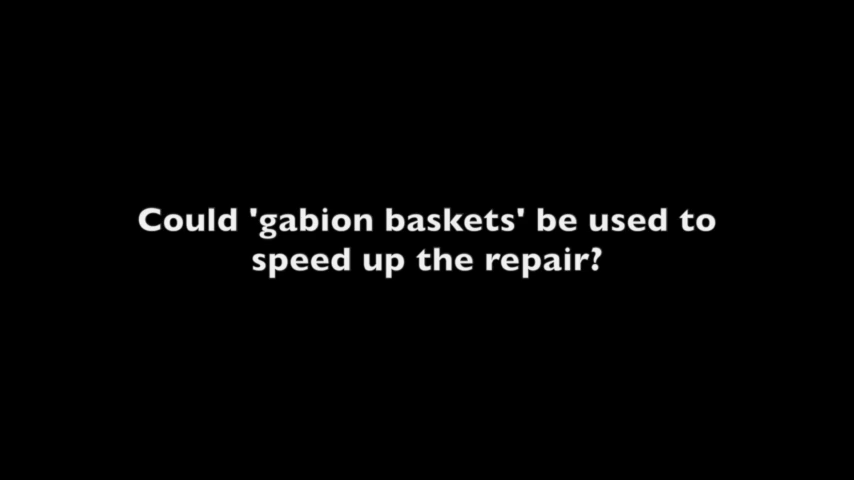 Could 'gabion baskets' be used to
speed up the repair?